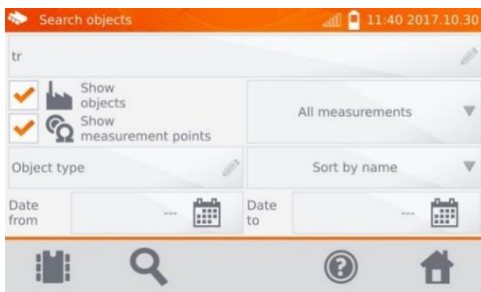 Search objects 11:40 2017.10.30
tr
Show
objects
Show
measurement points
All measurements
Object type
Sort by name
Date
from
---
Date
to
---